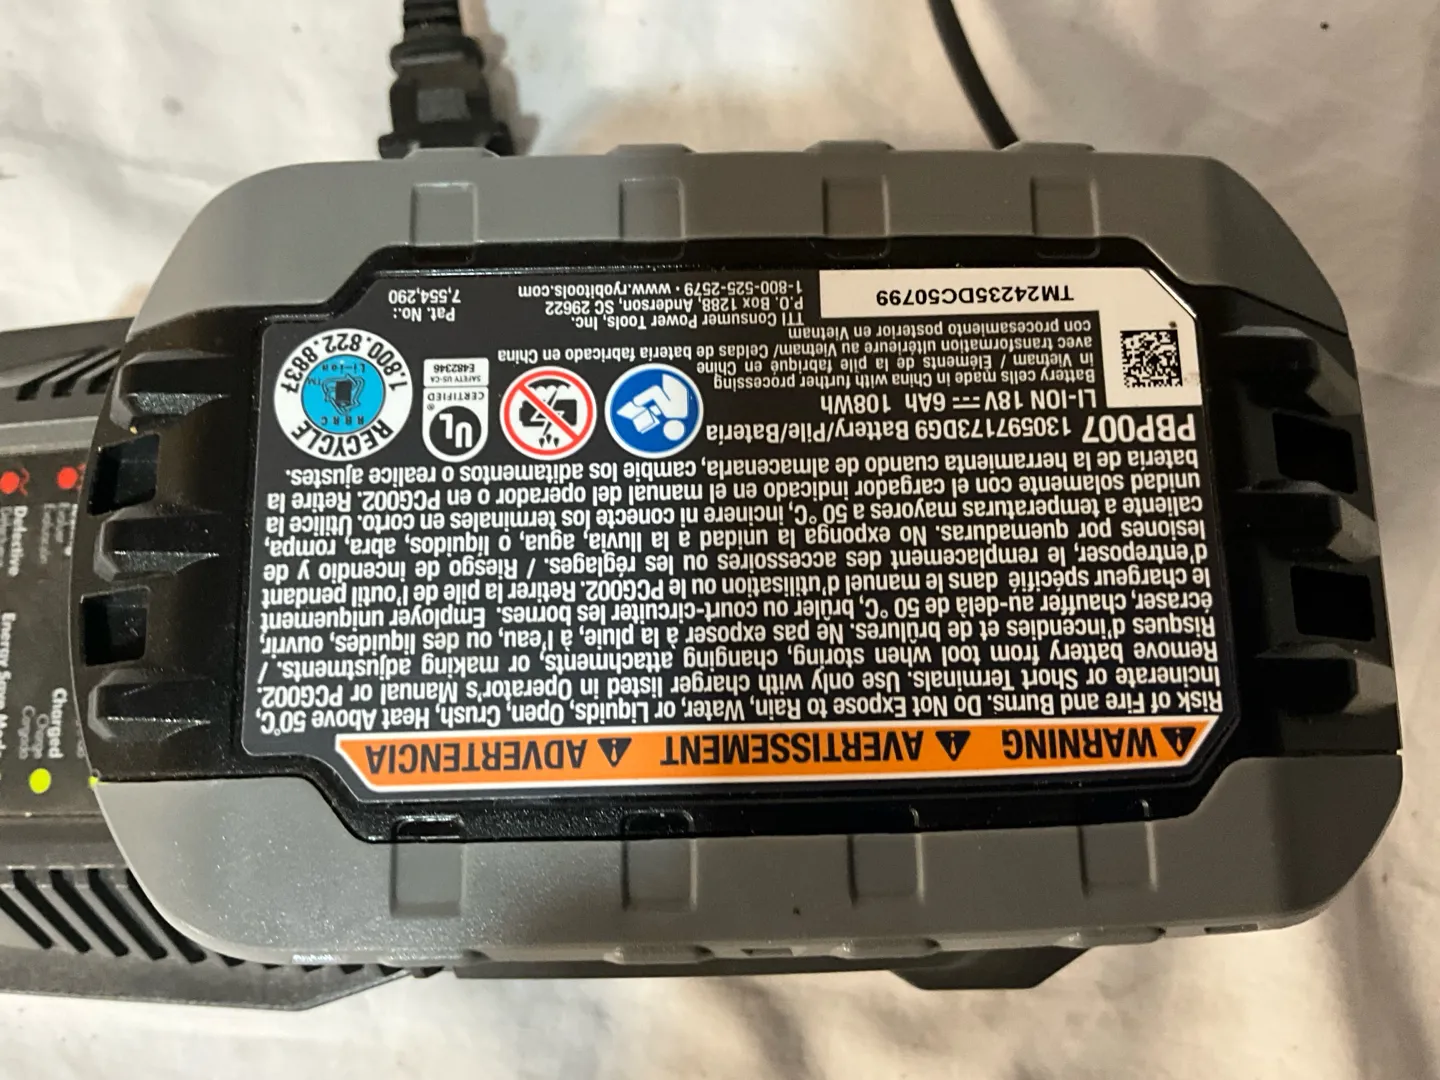 WARNING AVERTISSEMENT ADVERTENCIA
Risk of Fire and Burns. Do Not Expose to Rain, Water, or Liquids, Open, Crush, Heat Above 50°C,
Incinerate or Short Terminals. Use only with charger listed in Operator's Manual or PCG002.
Remove battery from tool when storing, changing attachments, or making adjustments. /
Risques d'incendies et de brûlures. Ne pas exposer à la pluie, à l'eau, ou des liquides, ouvrir,
écraser, chauffer au-delà de 50 °C, brûler ou court-circuiter les bornes. Employer uniquement
le chargeur spécifié dans le manuel d'utilisation ou le PCG002. Retirer la pile de l'outil pendant
d'entreposer, le remplacement des accessoires ou les réglages. / Riesgo de incendio y de
lesiones por quemaduras. No exponga la unidad a la lluvia, agua, o líquidos, abra, rompa,
caliente a temperaturas mayores a 50 °C, incinere ni conecte los terminales en corto. Utilice la
unidad solamente con el cargador indicado en el manual del operador o en PCG002. Retire la
batería de la herramienta cuando de almacenarla, cambie los aditamentos o realice ajustes.
PBP007 130597173DG9 Battery/Pile/Batería
LI-ION 18V 6Ah 108Wh
Battery cells made in China with further processing
in Vietnam / Éléments de la pile fabriqué en Chine
avec transformation ultérieure au Vietnam/ Celdas de batería fabricado en China
con procesamiento en posterior en Vietnam
TTI Consumer Power Tools, Inc.
P.O. Box 1288, Anderson, SC 29622
1-800-525-2579 • www.ryobitools.com
Pat. No.:
7,554,290
TM24235DC50799
UL
®
CERTIFIED
SAFETY US-CA
E482346
RECYCLE
RBRC
Li-ion
TM
1.800.822.8837
Defective
Charged